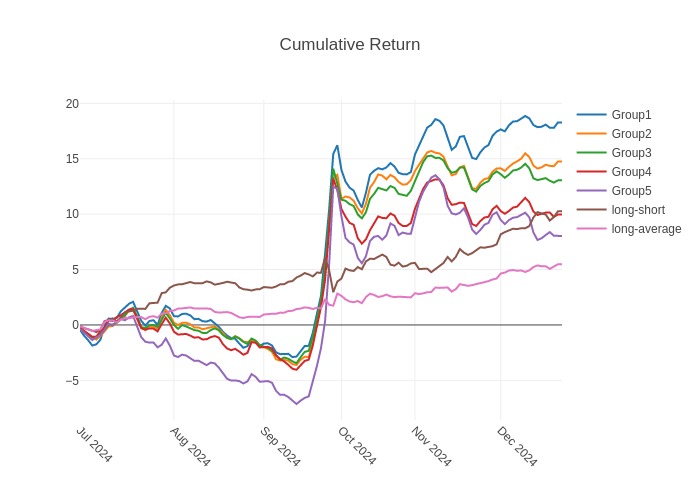 Cumulative Return
20
15
10
5
0
−5
Jul 2024
Aug 2024
Sep 2024
Oct 2024
Nov 2024
Dec 2024
Group1
Group2
Group3
Group4
Group5
long-short
long-average